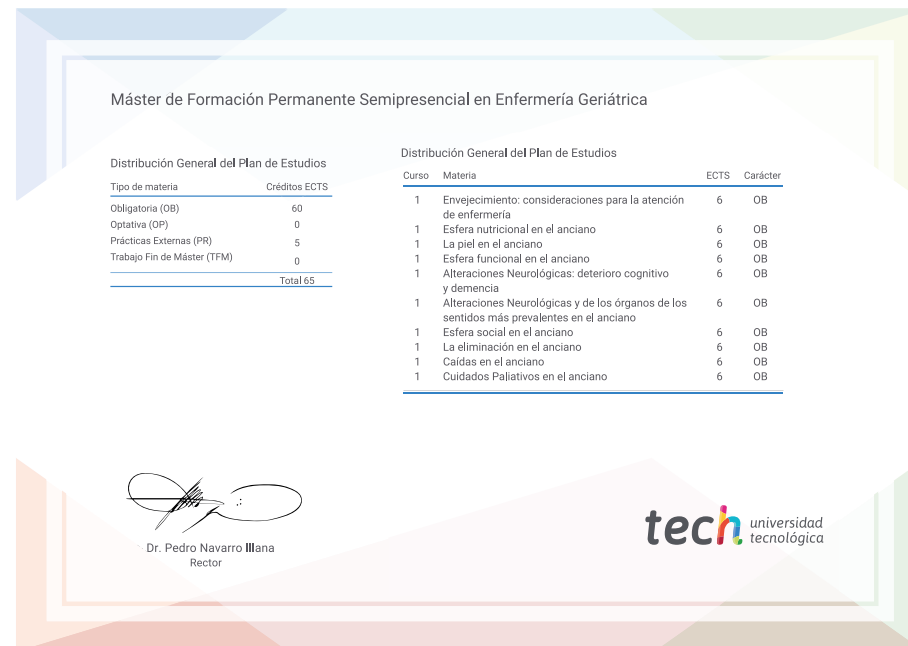 Máster de Formación Permanente Semipresencial en Enfermería Geriátrica
Distribución General del Plan de Estudios
Tipo de materia Créditos ECTS
Obligatoria (OB) 60
Optativa (OP) 0
Prácticas Externas (PR) 5
Trabajo Fin de Máster (TFM) 0
Total 65
Distribución General del Plan de Estudios
Curso Materia ECTS Carácter
1 Envejecimiento: consideraciones para la atención 6 OB
de enfermería
1 Esfera nutricional en el anciano 6 OB
1 La piel en el anciano 6 OB
1 Esfera funcional en el anciano 6 OB
1 Alteraciones Neurológicas: deterioro cognitivo 6 OB
y demencia
1 Alteraciones Neurológicas y de los órganos de los 6 OB
sentidos más prevalentes en el anciano
1 Esfera social en el anciano 6 OB
1 La eliminación en el anciano 6 OB
1 Caídas en el anciano 6 OB
1 Cuidados Paliativos en el anciano 6 OB
Dr. Pedro Navarro Illana
Rector
tech universidad
tecnológica